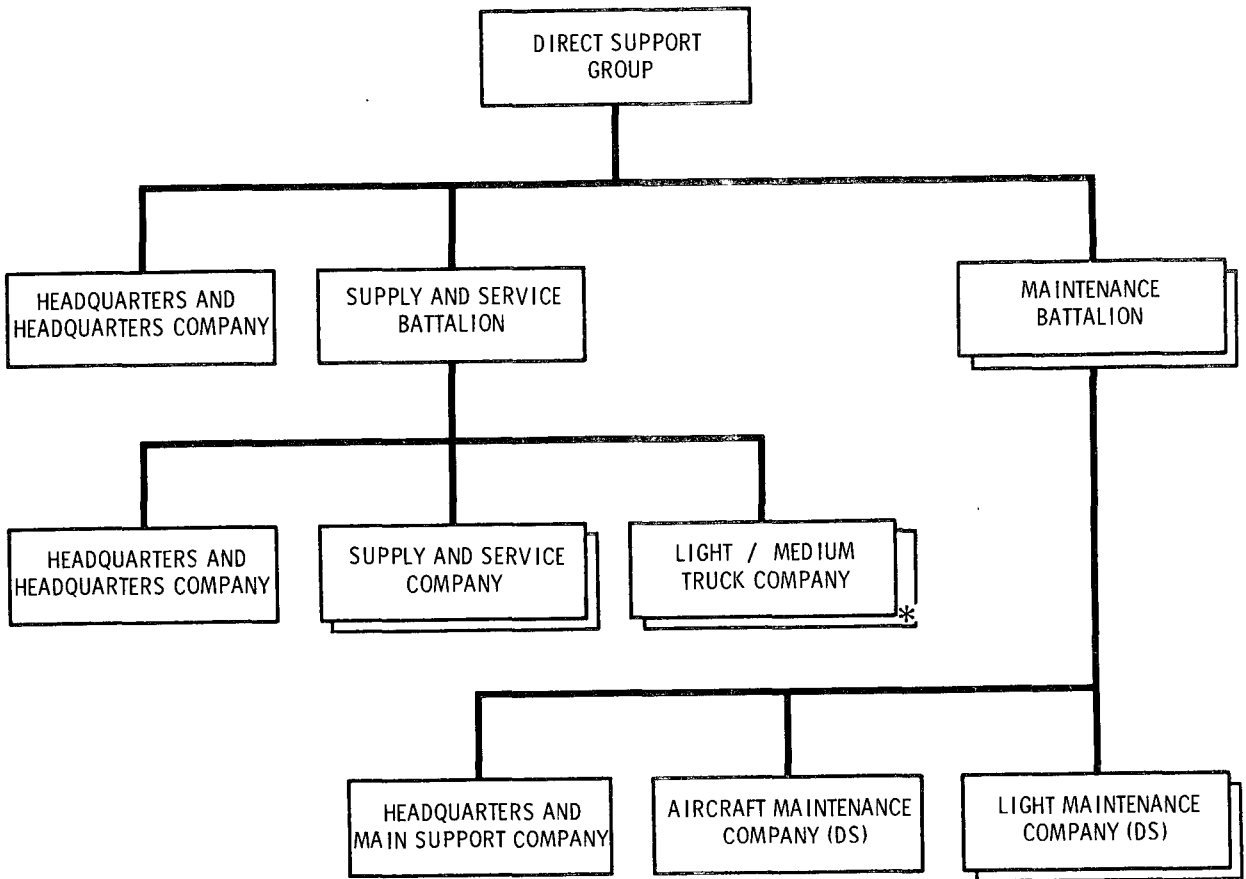 DIRECT SUPPORT
GROUP
HEADQUARTERS AND
HEADQUARTERS COMPANY
SUPPLY AND SERVICE
BATTALION
MAINTENANCE
BATTALION
HEADQUARTERS AND
HEADQUARTERS COMPANY
SUPPLY AND SERVICE
COMPANY
LIGHT / MEDIUM
TRUCK COMPANY
*
HEADQUARTERS AND
MAIN SUPPORT COMPANY
AIRCRAFT MAINTENANCE
COMPANY (DS)
LIGHT MAINTENANCE
COMPANY (DS)